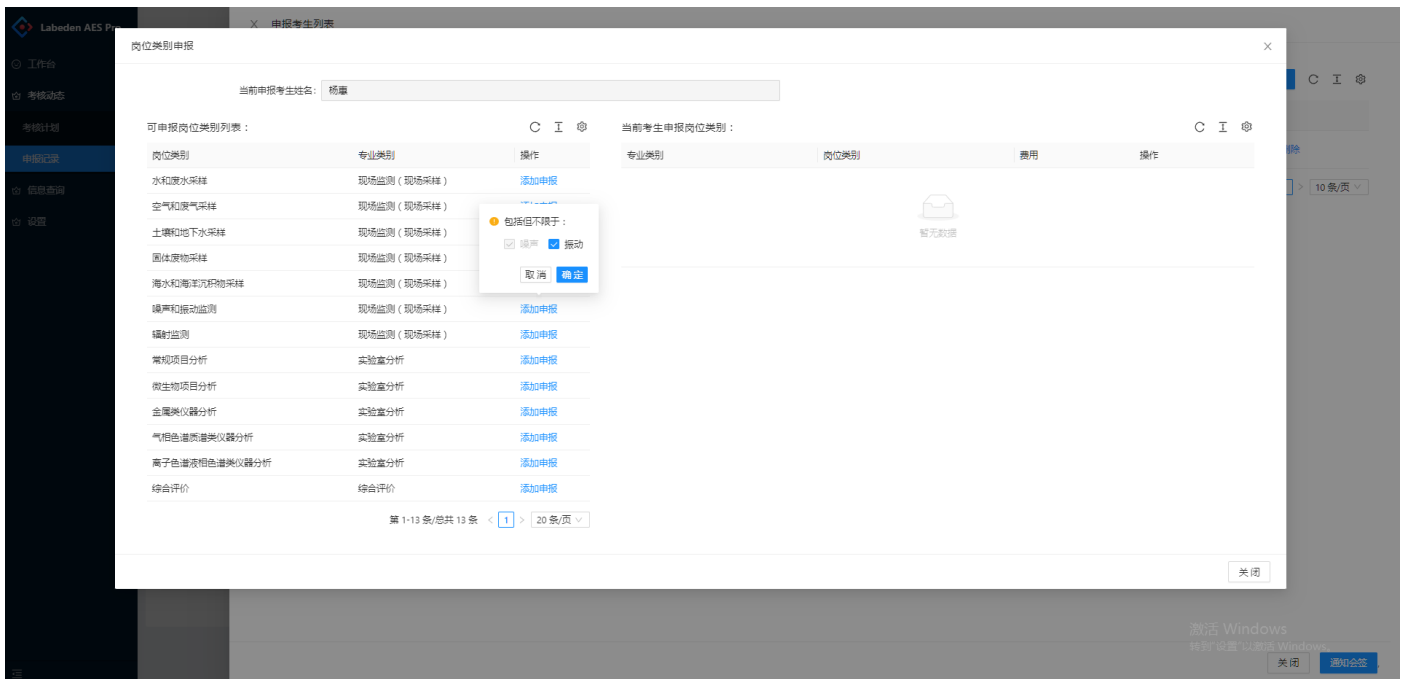 Labeden AES Pro
申报考生列表
岗位类别申报
工作台
考核动态
考核计划
申报记录
信息查询
设置
当前申报考生姓名：
可申报岗位类别列表：
当前考生申报岗位类别：
岗位类别 专业类别 操作
专业类别 岗位类别 费用 操作
水和废水采样 现场监测（现场采样） 添加申报
空气和废气采样 现场监测（现场采样）
土壤和地下水采样 现场监测（现场采样）
固体废物采样 现场监测（现场采样）
海水和海洋沉积物采样 现场监测（现场采样）
噪声和振动监测 现场监测（现场采样） 添加申报
辐射监测 现场监测（现场采样） 添加申报
常规项目分析 实验室分析 添加申报
微生物项目分析 实验室分析 添加申报
金属类仪器分析 实验室分析 添加申报
气相色谱质谱类仪器分析 实验室分析 添加申报
离子色谱液相色谱类仪器分析 实验室分析 添加申报
综合评价 综合评价 添加申报
包括但不限于：
噪声 振动
取消 确定
暂无数据
第 1-13 条/总共 13 条 < 1 > 20 条/页
关闭
删除
> 10 条/页
激活 Windows
转到"设置"以激活 Windows。
关闭 通知会签